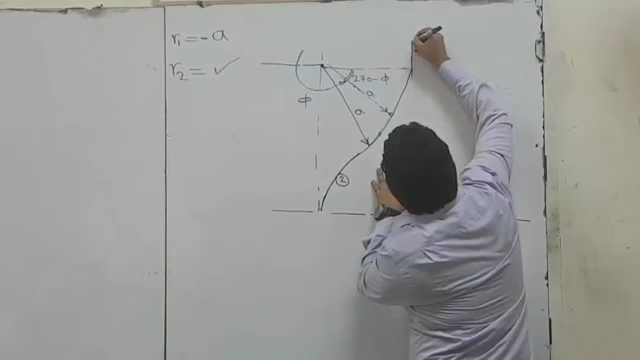 r₁ = -a
r₂ = ✓
270-ϕ
ϕ
a
a
②